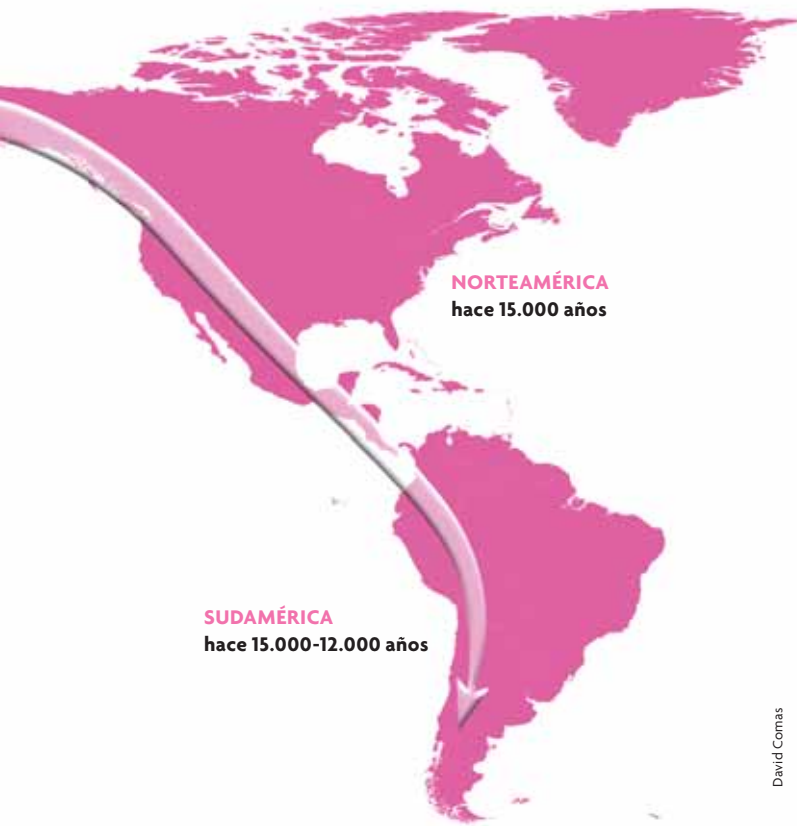 NORTEAMÉRICA
hace 15.000 años
SUDAMÉRICA
hace 15.000-12.000 años
David Comas